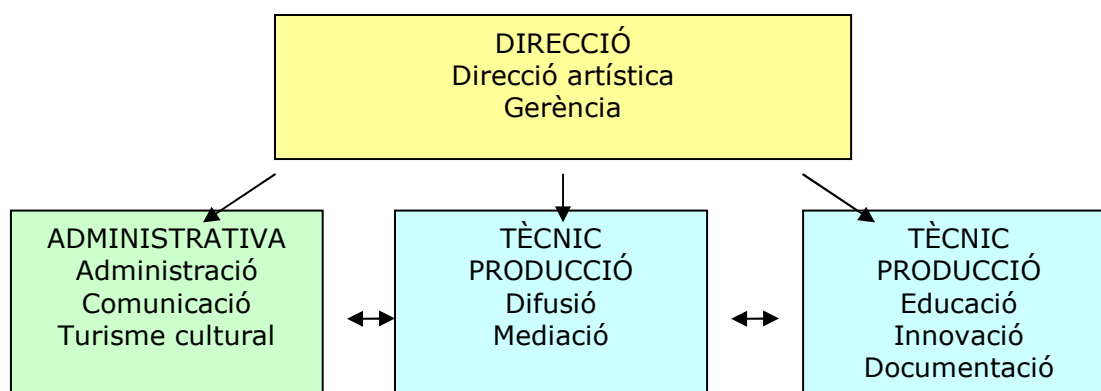 DIRECCIÓ
Direcció artística
Gerència
ADMINISTRATIVA
Administració
Comunicació
Turisme cultural
TÈCNIC
PRODUCCIÓ
Difusió
Mediació
TÈCNIC
PRODUCCIÓ
Educació
Innovació
Documentació